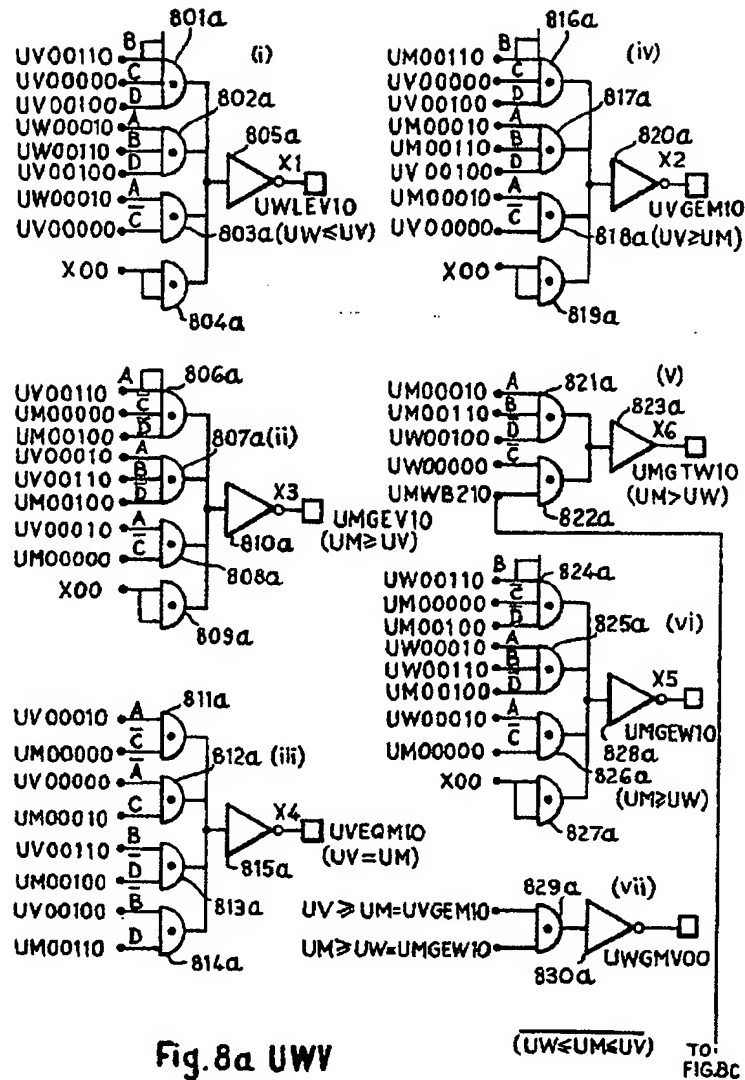 801a
816a
B
UV00110
(i)
C
UV00000
D
UV00100
802a
A
UW00010
B
UW00110
805a
D
UV00100
X1
A
UW00010
UWLEV10
C̅
UV00000
803a (UW≤UV)
X00
804a
B
UM00110
(iv)
C
UV00000
D
UV00100
817a
A
UM00010
B
UM00110
820a
D
UV00100
X2
A
UM00010
UVGEM10
C̅
UV00000
818a (UV≥UM)
X00
819a
A
806a
UV00110
C̅
UM00000
D̅
UM00100
807a (ii)
A
UV00010
B
UV00110
D̅
UM00100
X3
A
UV00010
UMGEV10
C̅
810a
(UM≥UV)
UM00000
808a
X00
809a
821a
(v)
A
UM00010
823a
B
UM00110
D̅
UW00100
X6
C̅
UW00000
UMGTW10
UMWB210
(UM>UW)
822a
B
824a
UW00110
C̅
UM00000
D̅
UM00100
825a
(vi)
A
UW00010
B
UW00110
D̅
UM00100
X5
A
UW00010
UMGEW10
C̅
828a
UM00000
826a
(UM≥UW)
X00
827a
811a
A
UV00010
C̅
UM00000
A̅
812a (iii)
UV00000
C
UM00010
X4
B
UV00110
UVEQM10
D̅
815a
(UV=UM)
UM00100
813a
B̅
UV00100
D
UM00110
814a
829a
(vii)
UV≥UM=UVGEM10
UM≥UW=UMGEW10
830a
UWGMV00
(UW≤UM≤UV)
Fig.8a UWV
TO
FIG.8C